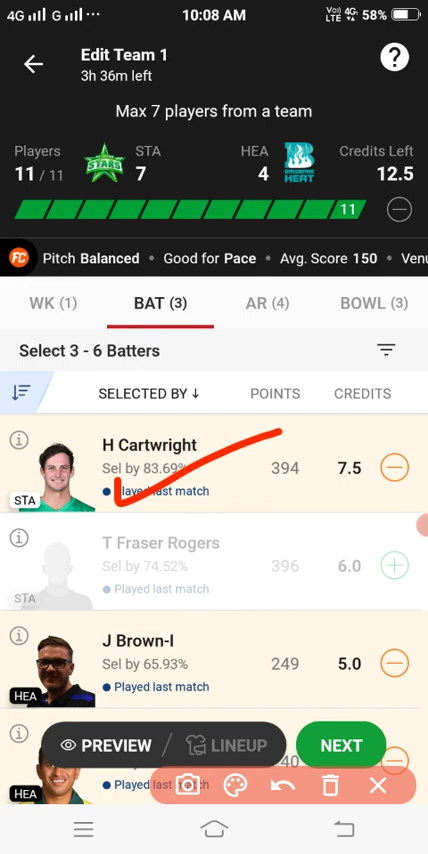 4G G ... 10:08 AM VoD LTE 4G 58%
Edit Team 1
3h 36m left
?
Max 7 players from a team
Players STA HEA Credits Left
11 / 11 STARS 7 4 BRISBANE HEAT 12.5
11
FC Pitch Balanced • Good for Pace • Avg. Score 150 • Venu
WK (1) BAT (3) AR (4) BOWL (3)
Select 3 - 6 Batters
SELECTED BY ↓ POINTS CREDITS
H Cartwright
Sel by 83.69% 394 7.5
Played last match
STA
T Fraser Rogers
Sel by 74.52% 396 6.0
Played last match
STA
J Brown-I
Sel by 65.93% 249 5.0
Played last match
HEA
PREVIEW / LINEUP NEXT
40
Played last match
HEA